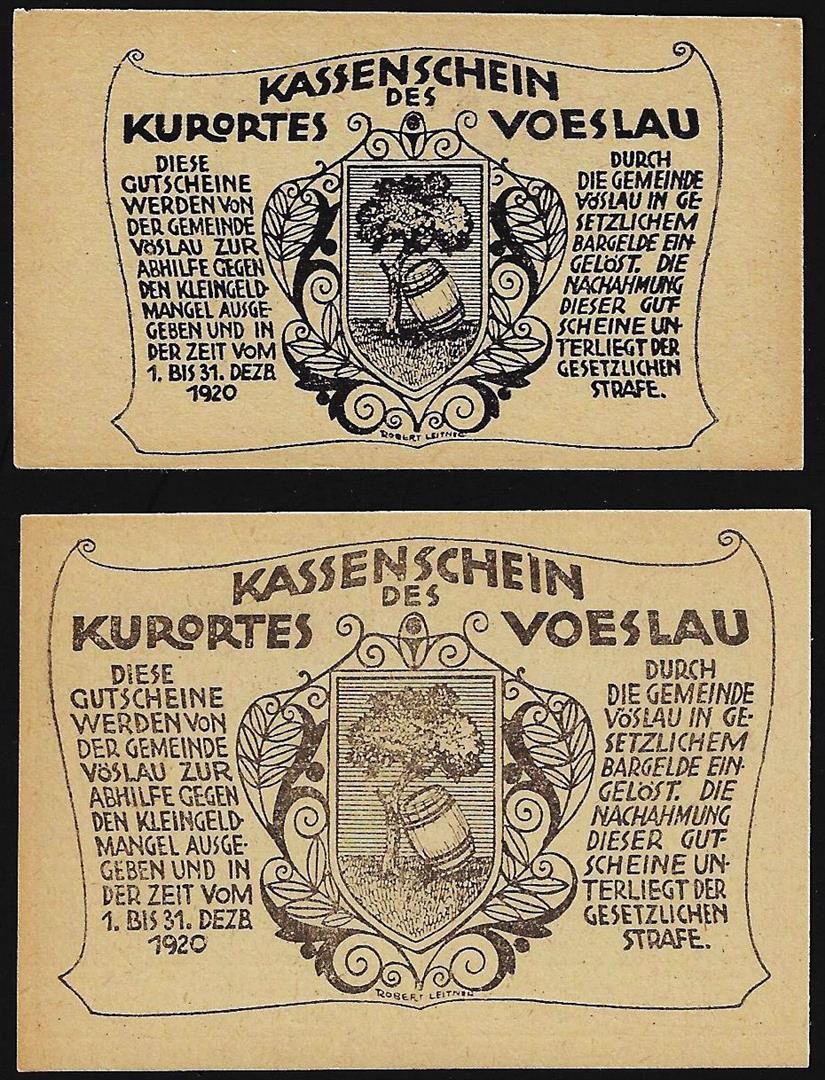 KASSENSCHEIN
DES
KURORTES VOESLAU
DIESE
GUTSCHEINE
WERDEN VON
DER GEMEINDE
VÖSLAU ZUR
ABHILFE GEGEN
DEN KLEINGELD-
MANGEL AUSGE-
GEBEN UND IN
DER ZEIT VOM
1. BIS 31. DEZB
1920
DURCH
DIE GEMEINDE
VÖSLAU IN GE-
SETZLICHEM
BARGELDE EIN-
GELÖST. DIE
NACHAHMUNG
DIESER GUT-
SCHEINE UN-
TERLIEGT DER
GESETZLICHEN
STRAFE.
ROBERT LEITNER
KASSENSCHEIN
DES
KURORTES VOESLAU
DIESE
GUTSCHEINE
WERDEN VON
DER GEMEINDE
VÖSLAU ZUR
ABHILFE GEGEN
DEN KLEINGELD-
MANGEL AUSGE-
GEBEN UND IN
DER ZEIT VOM
1. BIS 31. DEZB
1920
DURCH
DIE GEMEINDE
VÖSLAU IN GE-
SETZLICHEM
BARGELDE EIN-
GELÖST. DIE
NACHAHMUNG
DIESER GUT-
SCHEINE UN-
TERLIEGT DER
GESETZLICHEN
STRAFE.
ROBERT LEITNER